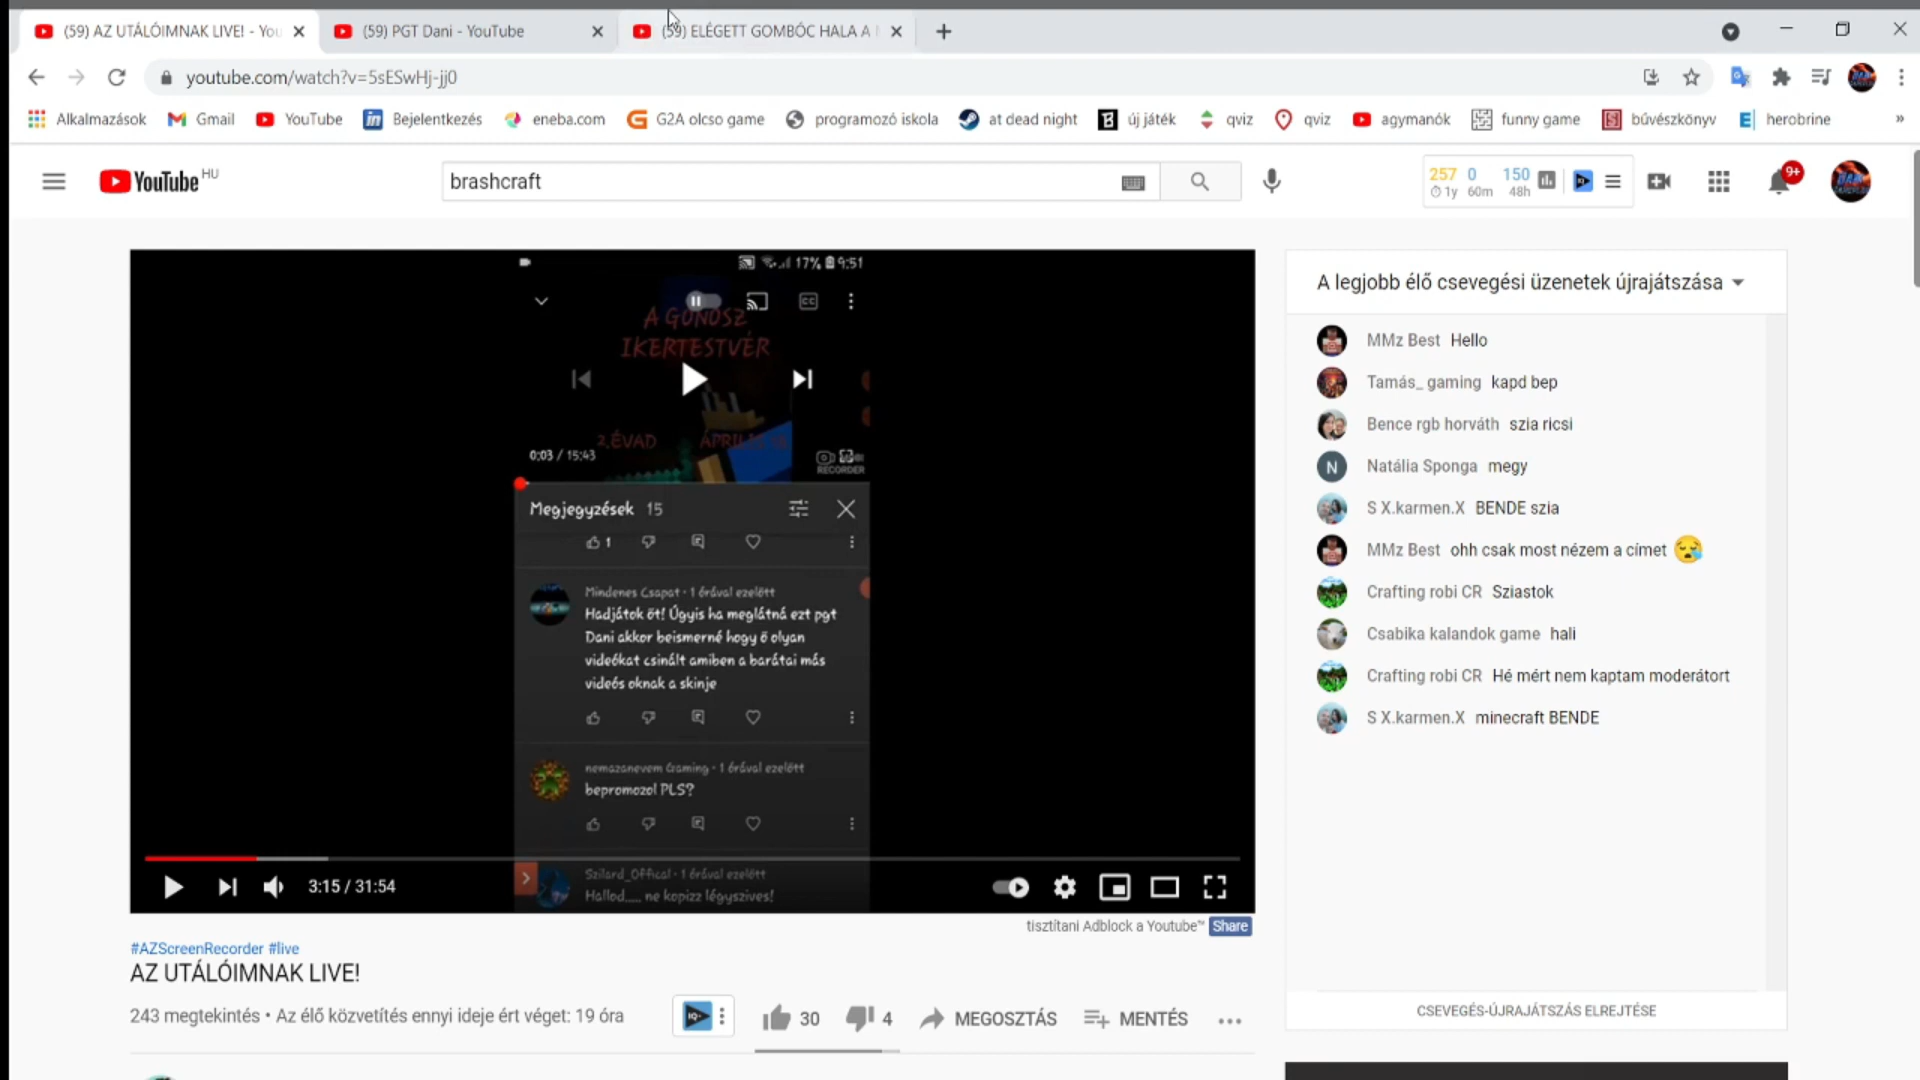 (59) AZ UTÁLÓIMNAK LIVE! - You
(59) PGT Dani - YouTube
(59) ELÉGETT GOMBÓC HALA A
youtube.com/watch?v=5sESwHj-jj0
Alkalmazások
Gmail
YouTube
Bejelentkezés
eneba.com
G2A olcso game
programozó iskola
at dead night
új játék
qviz
qviz
agymanók
funny game
bűvészkönyv
herobrine
»
YouTube HU
brashcraft
257 0 150
1y 60m 48h
9+
17% 9:51
A GONOSZ
IKERTESTVÉR
2.ÉVAD
0:03 / 15:43
RECORDER
Megjegyzések 15
1
Mindenes Csapat • 1 órával ezelőtt
Hadjátok őt! Úgyis ha meglátná ezt pgt
Dani akkor beismerné hogy ő olyan
videókat csinált amiben a barátai más
videós oknak a skinje
nemazanevem Gaming • 1 órával ezelőtt
bepromozol PLS?
Szilard_Offical • 1 órával ezelőtt
Hallod..... ne kopizz légyszives!
3:15 / 31:54
tisztítani Adblock a Youtube™ Share
#AZScreenRecorder #live
AZ UTÁLÓIMNAK LIVE!
243 megtekintés • Az élő közvetítés ennyi ideje ért véget: 19 óra
IQ
30
4
MEGOSZTÁS
MENTÉS
A legjobb élő csevegési üzenetek újrajátszása
MMz Best Hello
Tamás_ gaming kapd bep
Bence rgb horváth szia ricsi
N
Natália Sponga megy
S X.karmen.X BENDE szia
MMz Best ohh csak most nézem a címet
Crafting robi CR Sziastok
Csabika kalandok game hali
Crafting robi CR Hé mért nem kaptam moderátort
S X.karmen.X minecraft BENDE
CSEVEGÉS-ÚJRAJÁTSZÁS ELREJTÉSE